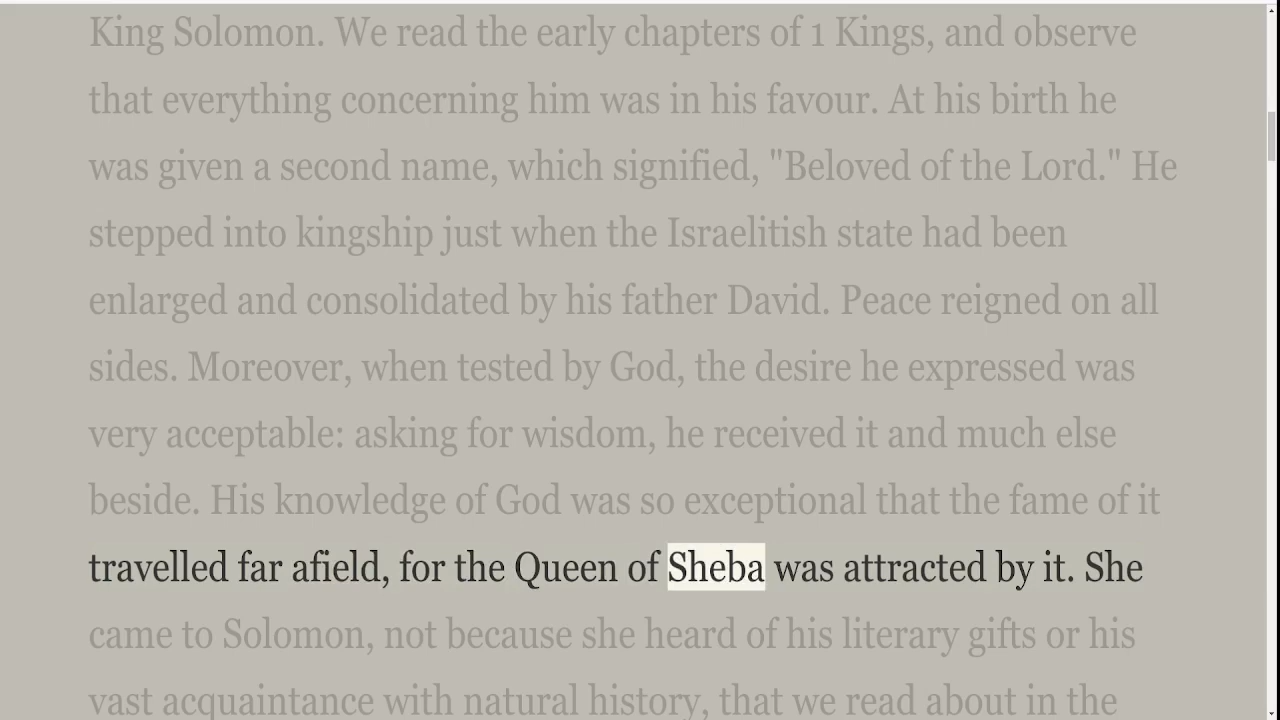 King Solomon. We read the early chapters of 1 Kings, and observe
that everything concerning him was in his favour. At his birth he
was given a second name, which signified, "Beloved of the Lord." He
stepped into kingship just when the Israelitish state had been
enlarged and consolidated by his father David. Peace reigned on all
sides. Moreover, when tested by God, the desire he expressed was
very acceptable: asking for wisdom, he received it and much else
beside. His knowledge of God was so exceptional that the fame of it
travelled far afield, for the Queen of Sheba was attracted by it. She
came to Solomon, not because she heard of his literary gifts or his
vast acquaintance with natural history, that we read about in the